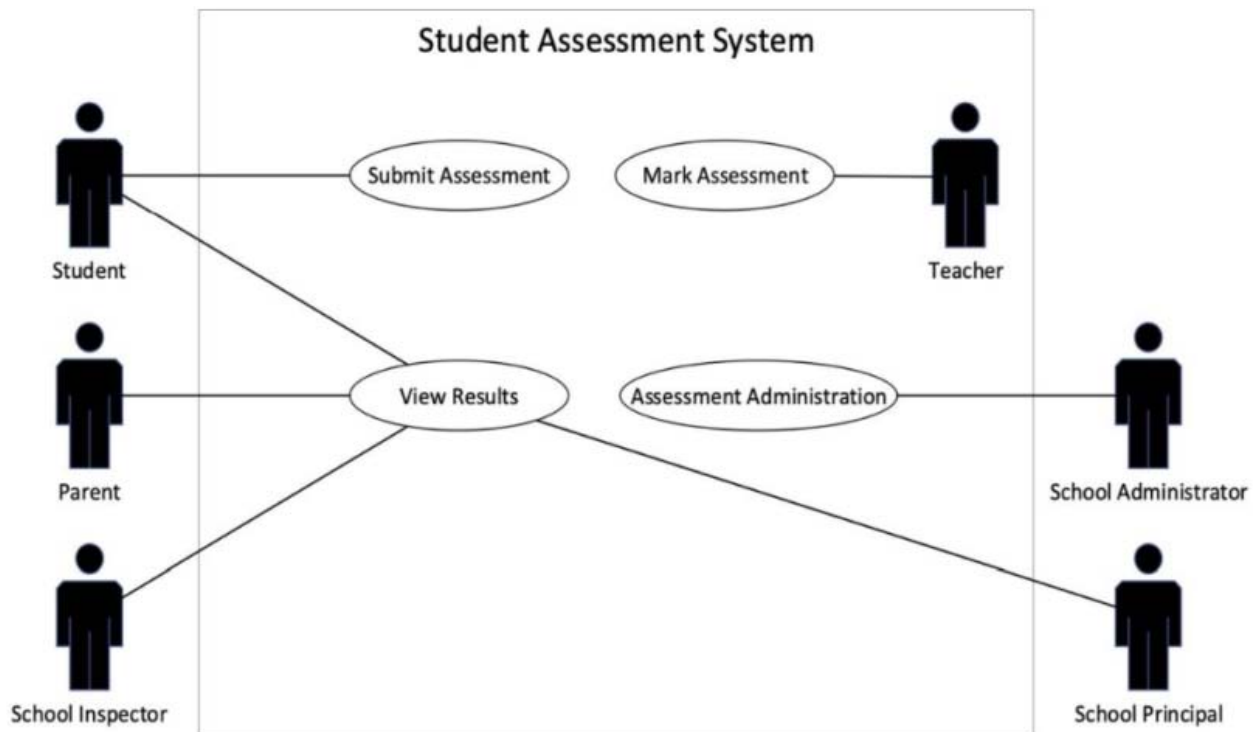 Student Assessment System
Submit Assessment
Mark Assessment
Student
Teacher
View Results
Assessment Administration
Parent
School Administrator
School Inspector
School Principal